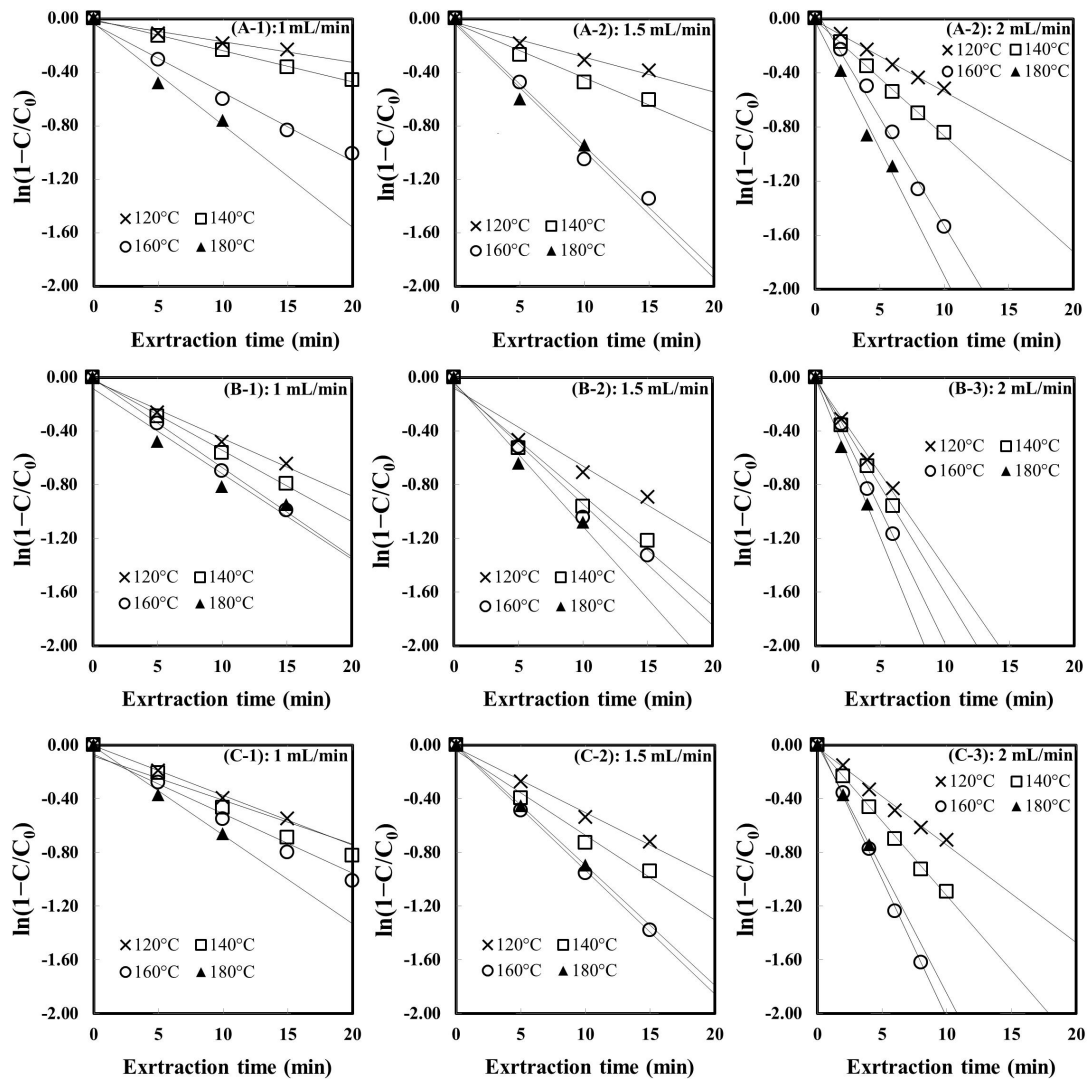 (A-1):1 mL/min
ln(1−C/C0)
0.00
-0.40
-0.80
-1.20
-1.60
-2.00
×120°C □140°C
○160°C ▲180°C
0 5 10 15 20
Exrtraction time (min)
(A-2): 1.5 mL/min
ln(1−C/C0)
0.00
-0.40
-0.80
-1.20
-1.60
-2.00
×120°C □140°C
○160°C ▲180°C
0 5 10 15 20
Exrtraction time (min)
(A-2): 2 mL/min
ln(1−C/C0)
0.00
-0.40
-0.80
-1.20
-1.60
-2.00
×120°C □140°C
○160°C ▲180°C
0 5 10 15 20
Exrtraction time (min)
(B-1): 1 mL/min
ln(1−C/C0)
0.00
-0.40
-0.80
-1.20
-1.60
-2.00
×120°C □140°C
○160°C ▲180°C
0 5 10 15 20
Exrtraction time (min)
(B-2): 1.5 mL/min
ln(1−C/C0)
0.00
-0.40
-0.80
-1.20
-1.60
-2.00
×120°C □140°C
○160°C ▲180°C
0 5 10 15 20
Exrtraction time (min)
(B-3): 2 mL/min
ln(1−C/C0)
0.00
-0.40
-0.80
-1.20
-1.60
-2.00
×120°C □140°C
○160°C ▲180°C
0 5 10 15 20
Exrtraction time (min)
(C-1): 1 mL/min
ln(1−C/C0)
0.00
-0.40
-0.80
-1.20
-1.60
-2.00
×120°C □140°C
○160°C ▲180°C
0 5 10 15 20
Exrtraction time (min)
(C-2): 1.5 mL/min
ln(1−C/C0)
0.00
-0.40
-0.80
-1.20
-1.60
-2.00
×120°C □140°C
○160°C ▲180°C
0 5 10 15 20
Exrtraction time (min)
(C-3): 2 mL/min
ln(1−C/C0)
0.00
-0.40
-0.80
-1.20
-1.60
-2.00
×120°C □140°C
○160°C ▲180°C
0 5 10 15 20
Exrtraction time (min)